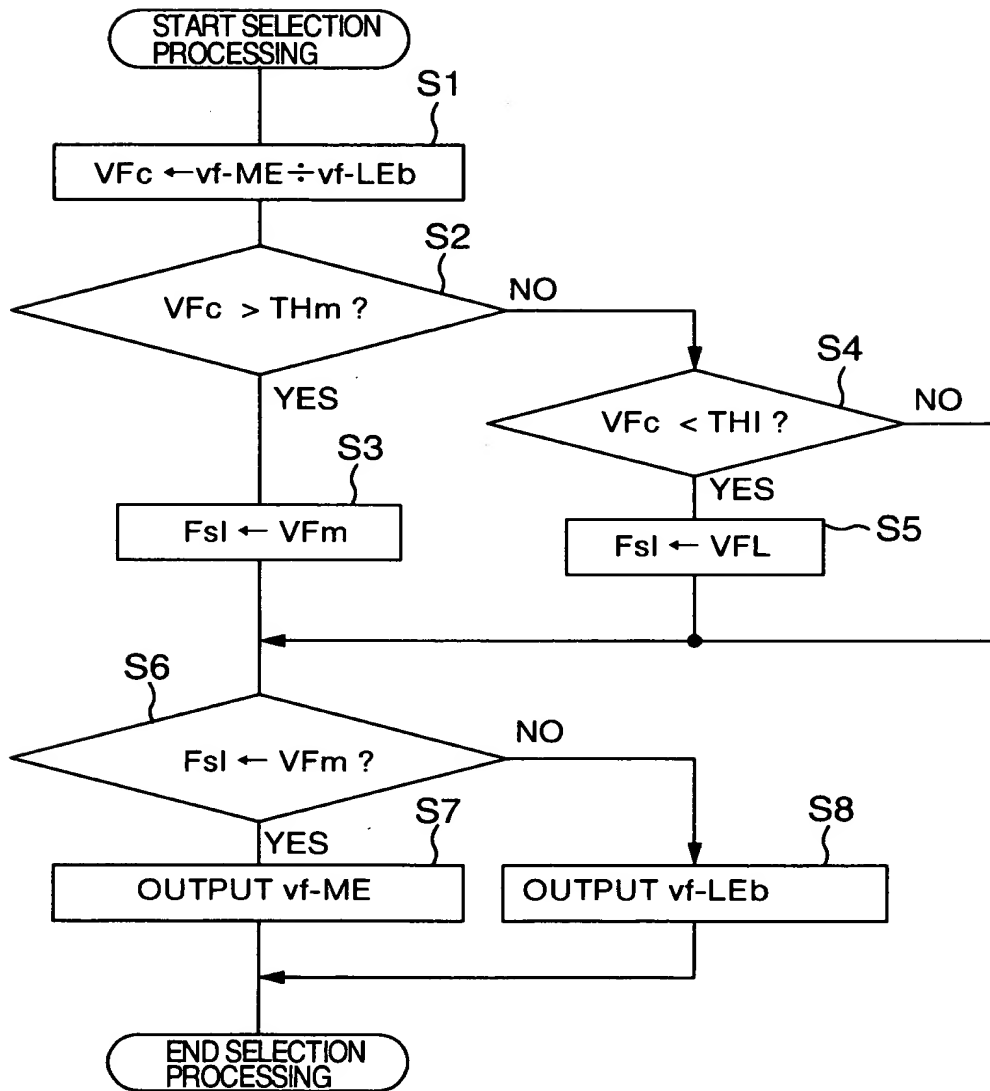 START SELECTION
PROCESSING
S1
VFc ←vf-ME÷vf-LEb
S2
VFc > THm ?
NO
YES
S4
VFc < THl ?
NO
YES
S3
Fsl ← VFm
S5
Fsl ← VFL
S6
Fsl ← VFm ?
NO
YES
S7
OUTPUT vf-ME
S8
OUTPUT vf-LEb
END SELECTION
PROCESSING